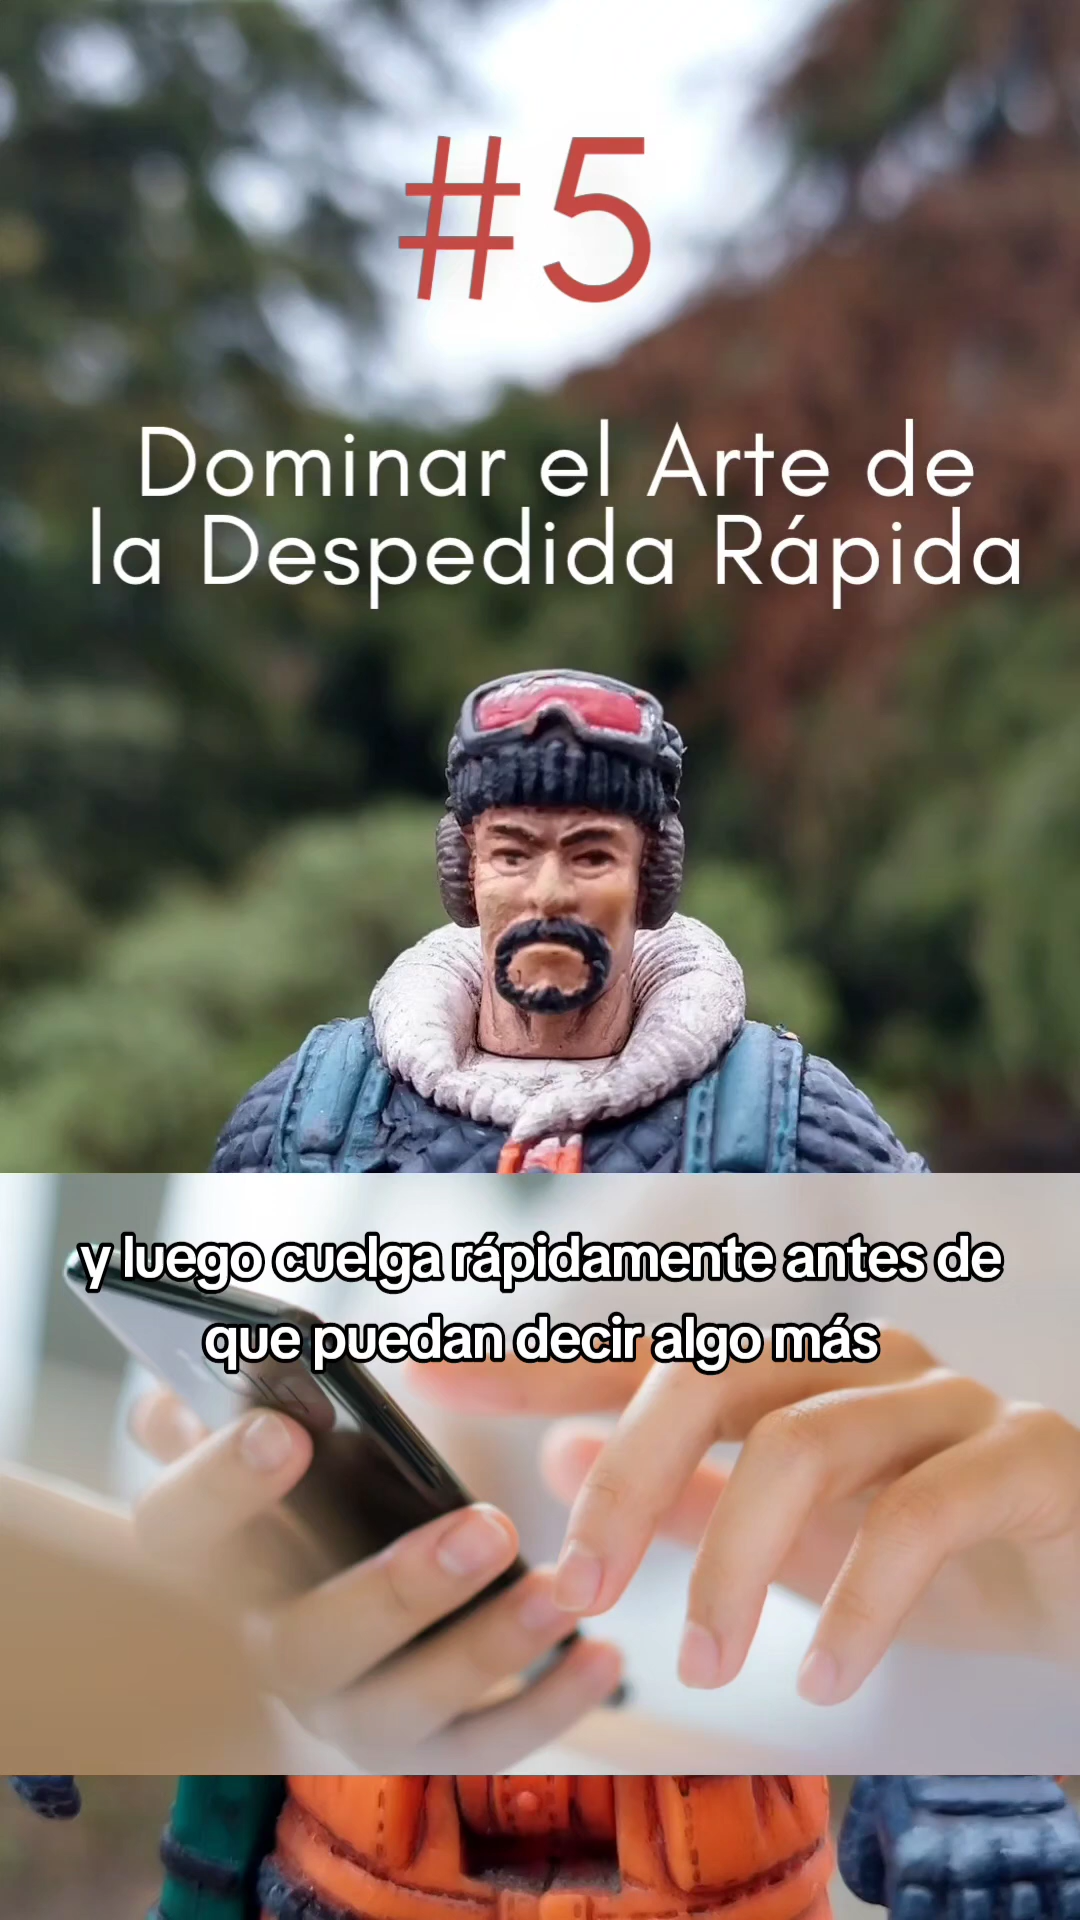 #5
Dominar el Arte de
la Despedida Rápida
y luego cuelga rápidamente antes de
que puedan decir algo más